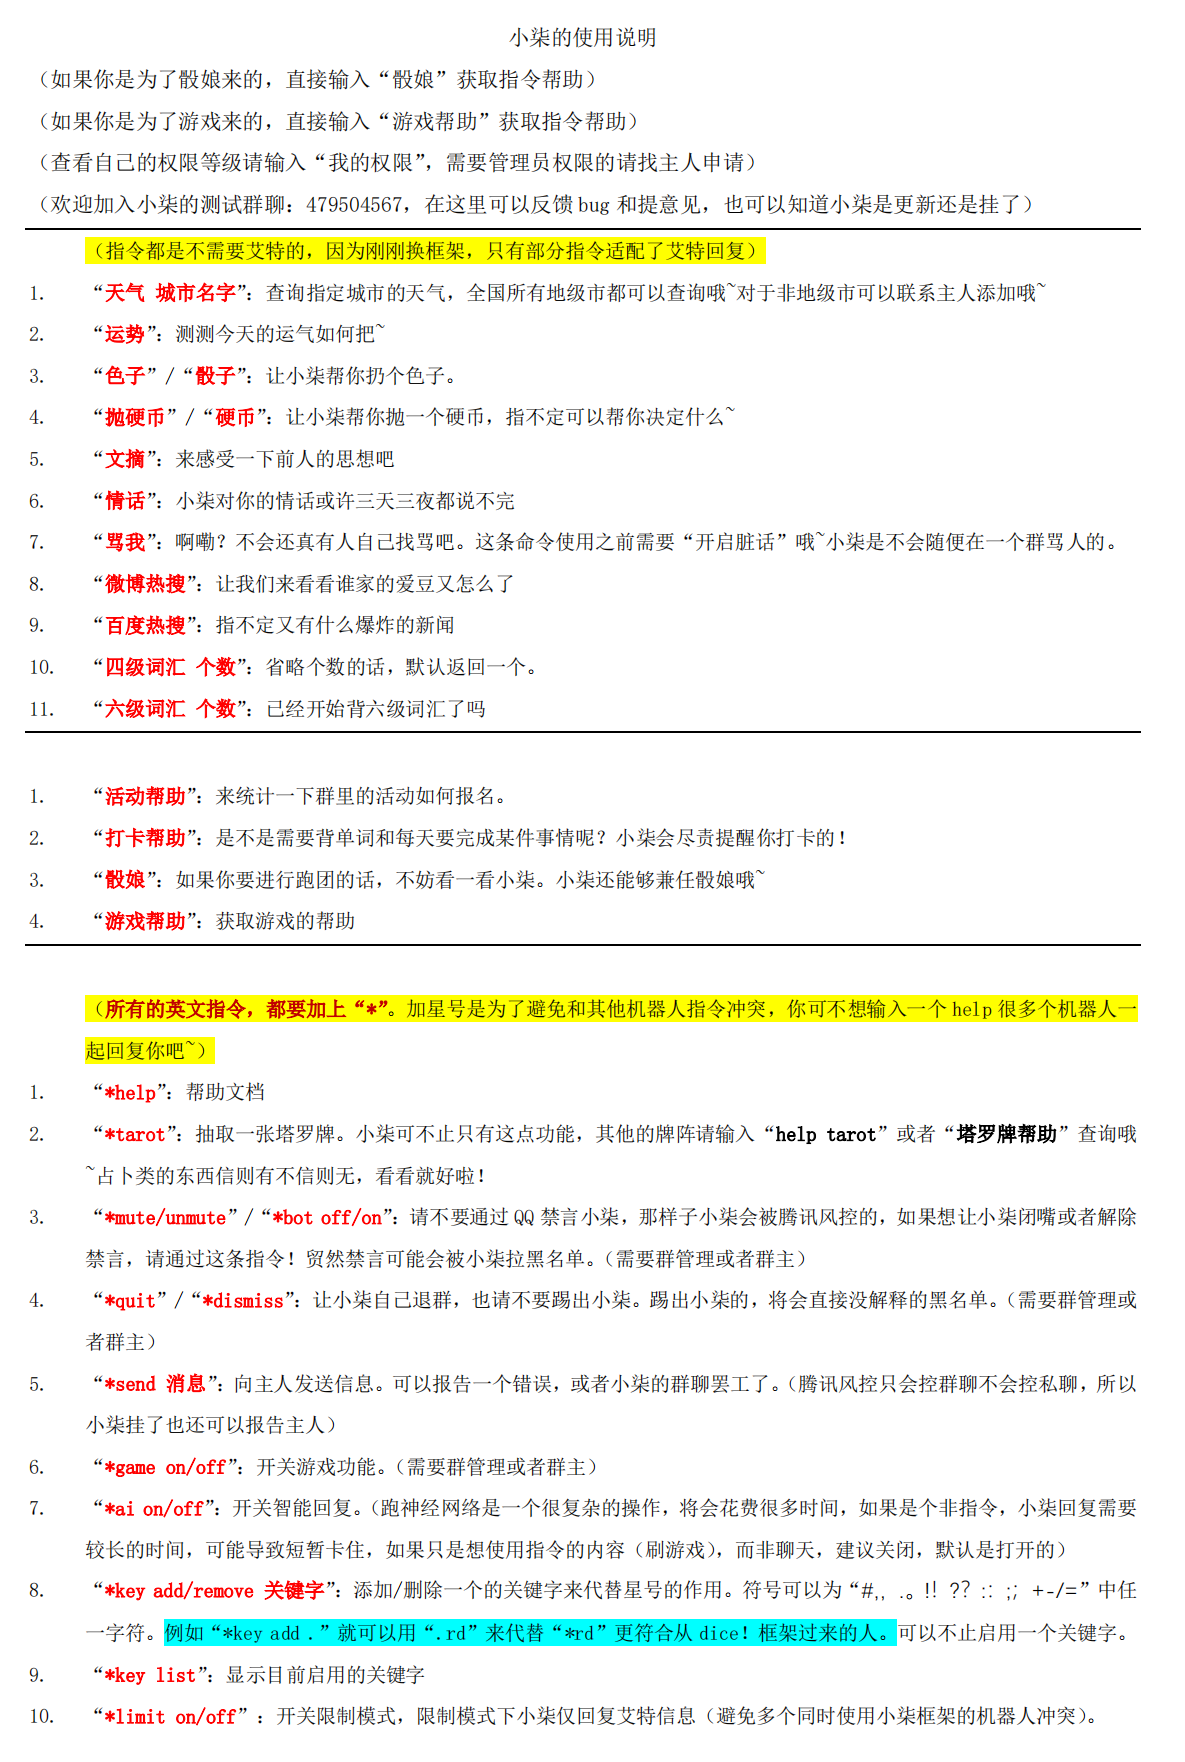 小柒的使用说明
（如果你是为了骰娘来的，直接输入“骰娘”获取指令帮助）
（如果你是为了游戏来的，直接输入“游戏帮助”获取指令帮助）
（查看自己的权限等级请输入“我的权限”，需要管理员权限的请找主人申请）
（欢迎加入小柒的测试群聊：479504567，在这里可以反馈 bug 和提意见，也可以知道小柒是更新还是挂了）
（指令都是不需要艾特的，因为刚刚换框架，只有部分指令适配了艾特回复）
1. “天气 城市名字”：查询指定城市的天气，全国所有地级市都可以查询哦~对于非地级市可以联系主人添加哦~
2. “运势”：测测今天的运气如何把~
3. “色子”/“骰子”：让小柒帮你扔个色子。
4. “抛硬币”/“硬币”：让小柒帮你抛一个硬币，指不定可以帮你决定什么~
5. “文摘”：来感受一下前人的思想吧
6. “情话”：小柒对你的情话或许三天三夜都说不完
7. “骂我”：啊嘞？不会还真有人自己找骂吧。这条命令使用之前需要“开启脏话”哦~小柒是不会随便在一个群骂人的。
8. “微博热搜”：让我们来看看谁家的爱豆又怎么了
9. “百度热搜”：指不定又有什么爆炸的新闻
10. “四级词汇 个数”：省略个数的话，默认返回一个。
11. “六级词汇 个数”：已经开始背六级词汇了吗
1. “活动帮助”：来统计一下群里的活动如何报名。
2. “打卡帮助”：是不是需要背单词和每天要完成某件事情呢？小柒会尽责提醒你打卡的！
3. “骰娘”：如果你要进行跑团的话，不妨看一看小柒。小柒还能够兼任骰娘哦~
4. “游戏帮助”：获取游戏的帮助
（所有的英文指令，都要加上“*”。加星号是为了避免和其他机器人指令冲突，你可不想输入一个 help 很多个机器人一
起回复你吧~）
1. “*help”：帮助文档
2. “*tarot”：抽取一张塔罗牌。小柒可不止只有这点功能，其他的牌阵请输入“help tarot”或者“塔罗牌帮助”查询哦
~占卜类的东西信则有不信则无，看看就好啦！
3. “*mute/unmute”/“*bot off/on”：请不要通过 QQ 禁言小柒，那样子小柒会被腾讯风控的，如果想让小柒闭嘴或者解除
禁言，请通过这条指令！贸然禁言可能会被小柒拉黑名单。（需要群管理或者群主）
4. “*quit”/“*dismiss”：让小柒自己退群，也请不要踢出小柒。踢出小柒的，将会直接没解释的黑名单。（需要群管理或
者群主）
5. “*send 消息”：向主人发送信息。可以报告一个错误，或者小柒的群聊罢工了。（腾讯风控只会控群聊不会控私聊，所以
小柒挂了也还可以报告主人）
6. “*game on/off”：开关游戏功能。（需要群管理或者群主）
7. “*ai on/off”：开关智能回复。（跑神经网络是一个很复杂的操作，将会花费很多时间，如果是个非指令，小柒回复需要
较长的时间，可能导致短暂卡住，如果只是想使用指令的内容（刷游戏），而非聊天，建议关闭，默认是打开的）
8. “*key add/remove 关键字”：添加/删除一个的关键字来代替星号的作用。符号可以为“#,，.。!！?？:：;；+-/=”中任
一字符。例如“*key add .”就可以用“.rd”来代替“*rd”更符合从 dice！框架过来的人。可以不止启用一个关键字。
9. “*key list”：显示目前启用的关键字
10. “*limit on/off”：开关限制模式，限制模式下小柒仅回复艾特信息（避免多个同时使用小柒框架的机器人冲突）。